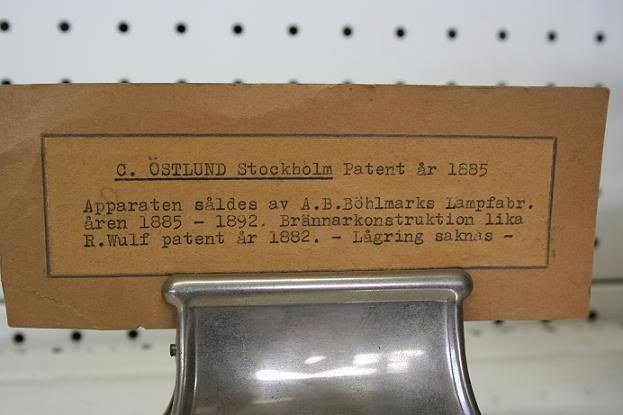 C. ÖSTLUND Stockholm Patent år 1885
Apparaten såldes av A.B.Böhlmarks Lampfabr.
åren 1885 - 1892. Brännarkonstruktion lika
R.Wulf patent år 1882. - Lågring saknas -